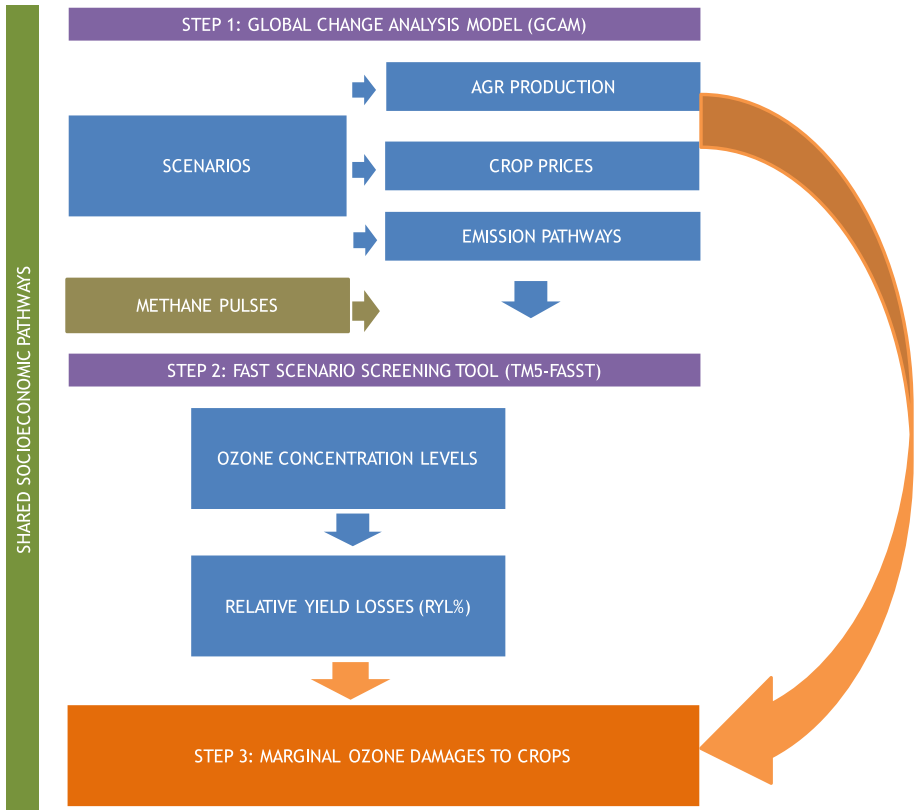 SHARED SOCIOECONOMIC PATHWAYS
STEP 1: GLOBAL CHANGE ANALYSIS MODEL (GCAM)
AGR PRODUCTION
SCENARIOS
CROP PRICES
EMISSION PATHWAYS
METHANE PULSES
STEP 2: FAST SCENARIO SCREENING TOOL (TM5-FASST)
OZONE CONCENTRATION LEVELS
RELATIVE YIELD LOSSES (RYL%)
STEP 3: MARGINAL OZONE DAMAGES TO CROPS